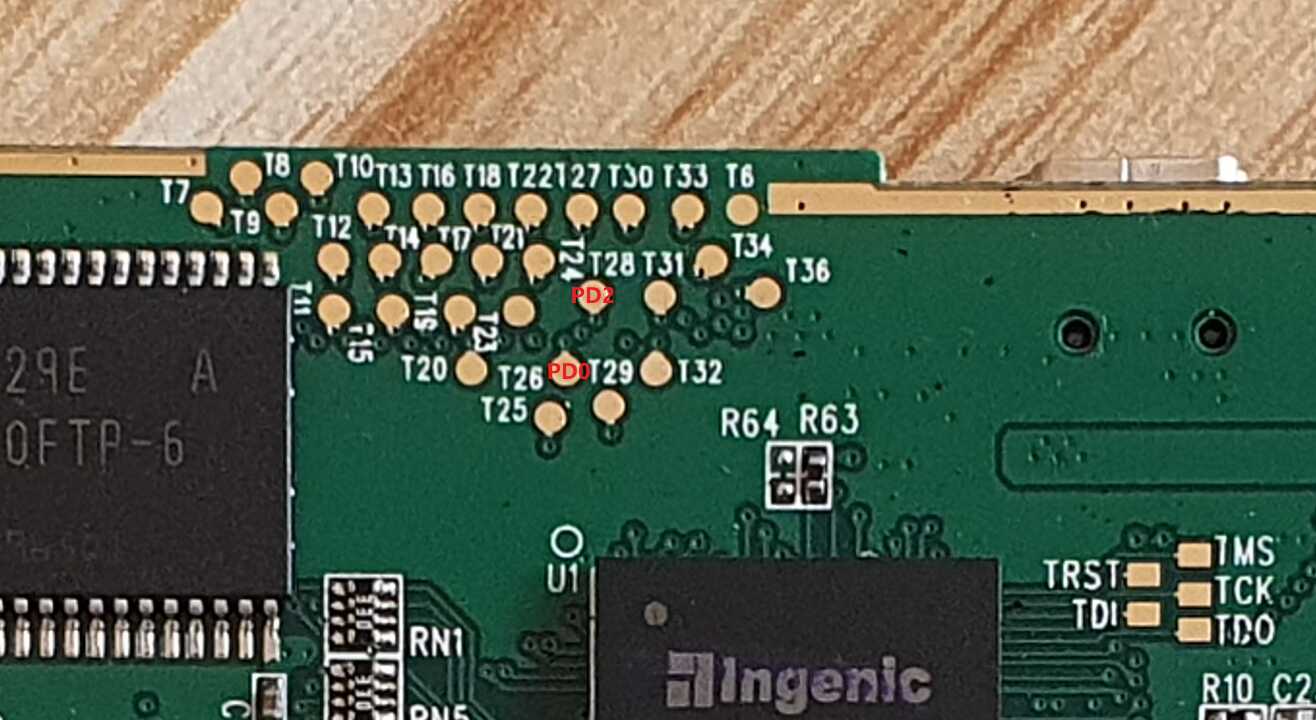 T8 T10 T13 T16 T18 T22 T27 T30 T33 T6
T7 T9 T12 T14 T17 T21 T24 T28 T31 T34 T36
PD2
T11 T15 T19 T23
T20 T26 PD0 T29 T32
T25
R64 R63
29E A
0FTP-6
U1
TMS
TRST TCK
TDI TDO
RN1
Ingenic
R10 C2
RN5
C